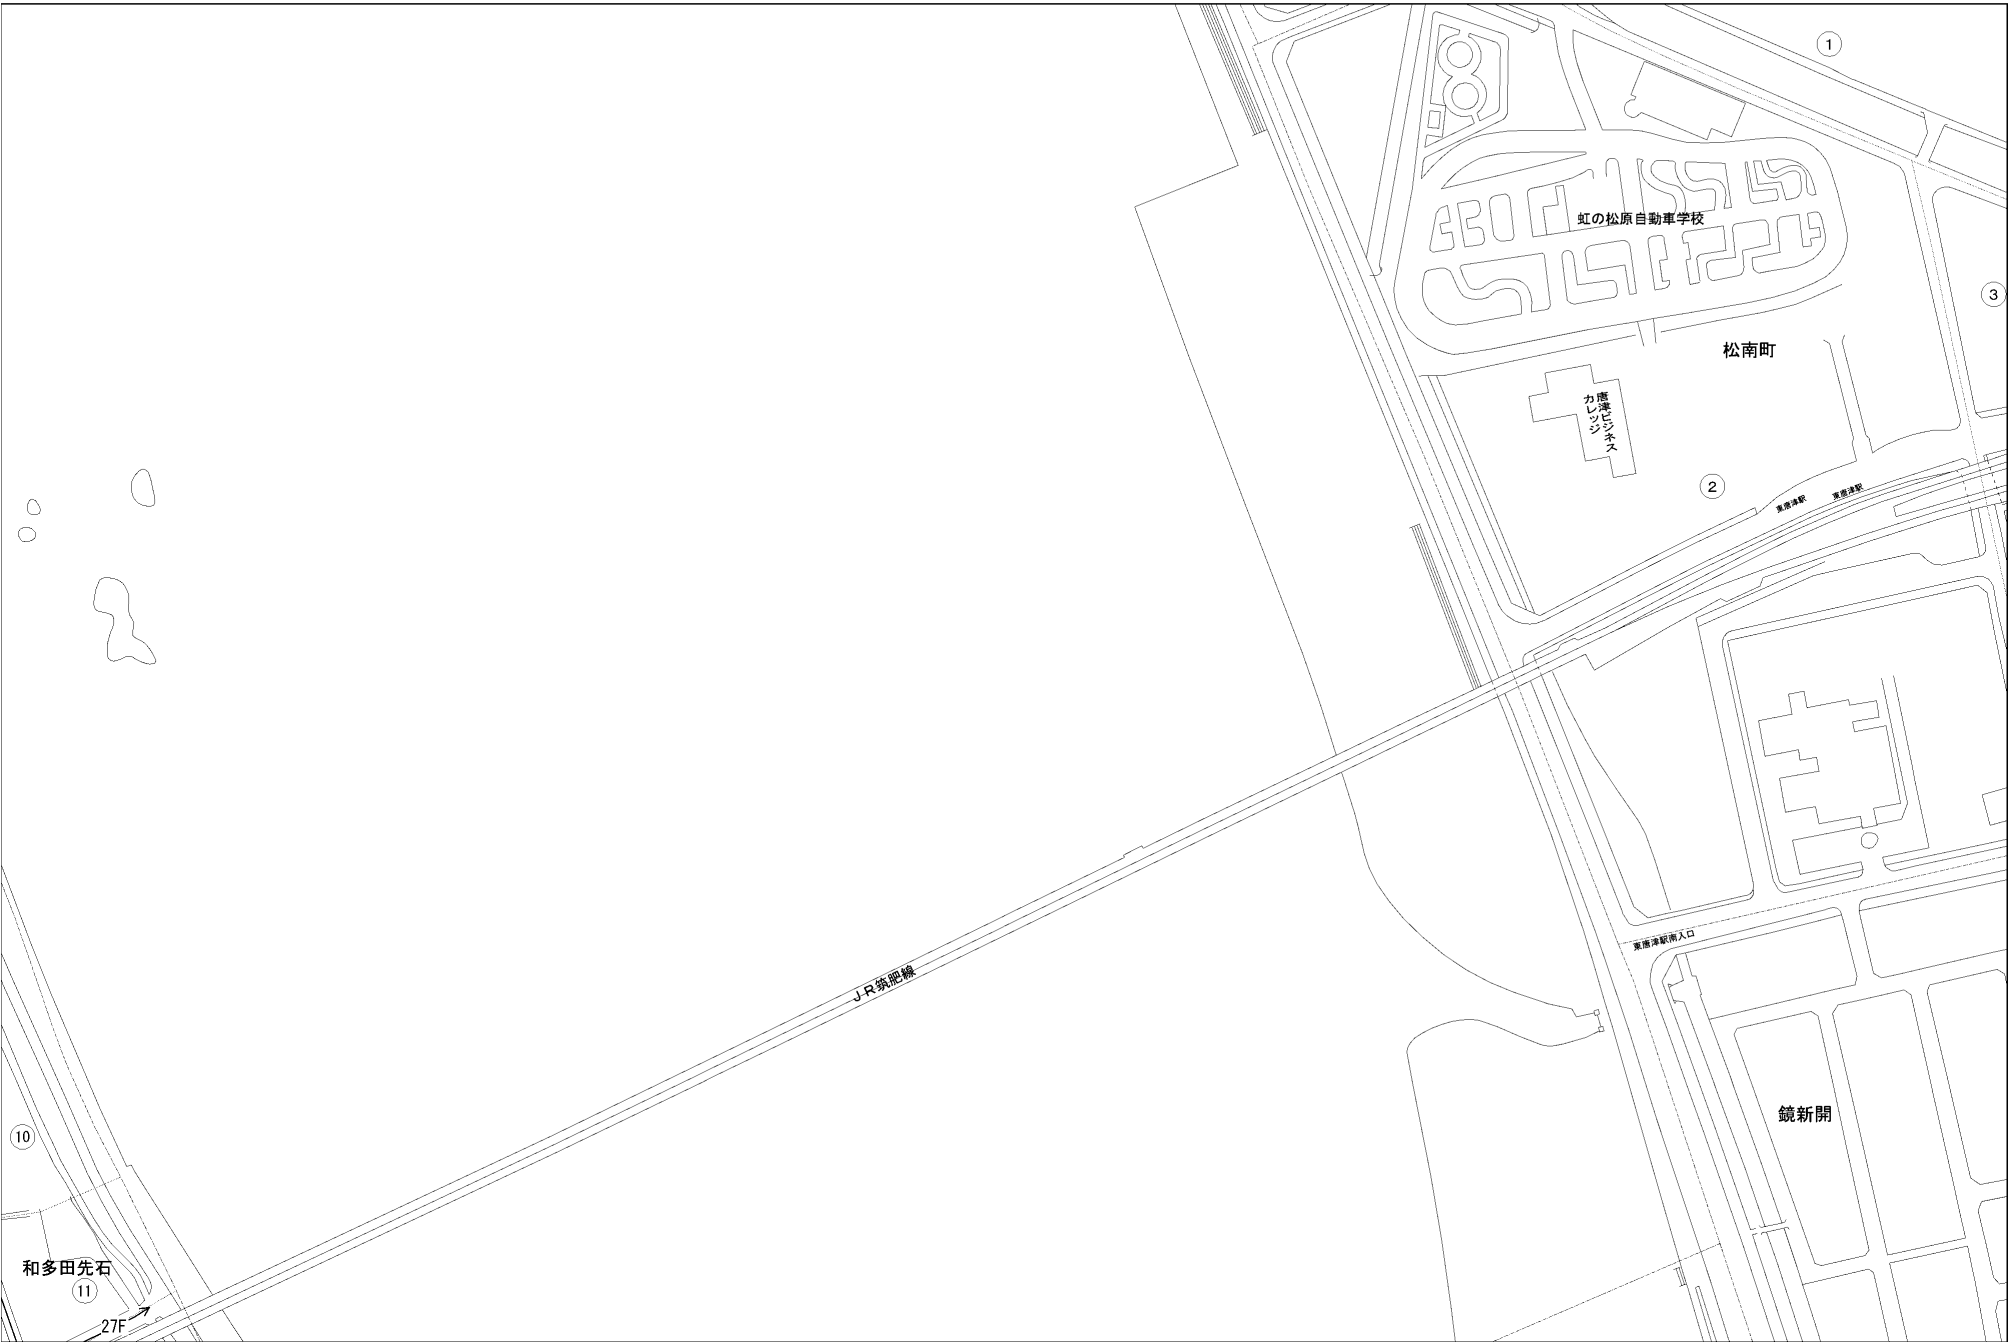 ①
虹の松原自動車学校
③
松南町
唐津ビジネス
カレッジ
②
東唐津駅
東唐津駅
東唐津駅南入口
JR筑肥線
鏡新開
⑩
和多田先石
⑪
27F